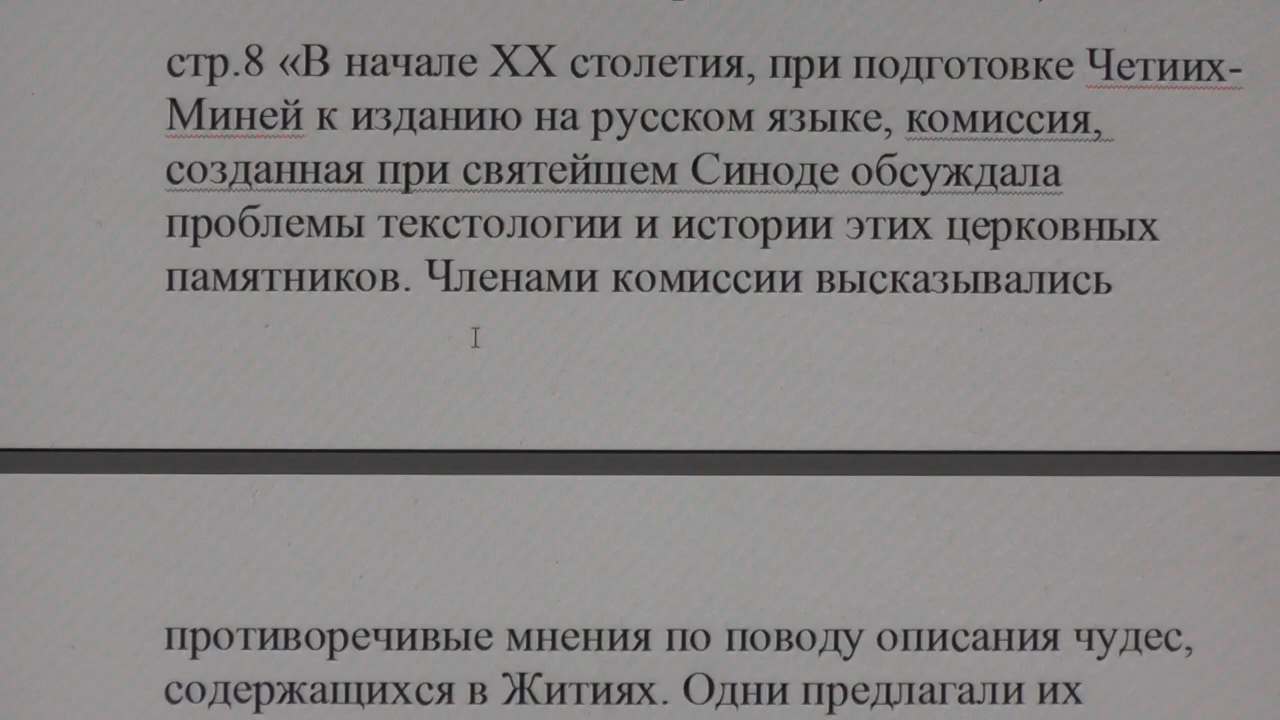 стр.8 «В начале XX столетия, при подготовке Четиих-
Миней к изданию на русском языке, комиссия,
созданная при святейшем Синоде обсуждала
проблемы текстологии и истории этих церковных
памятников. Членами комиссии высказывались
противоречивые мнения по поводу описания чудес,
содержащихся в Житиях. Одни предлагали их